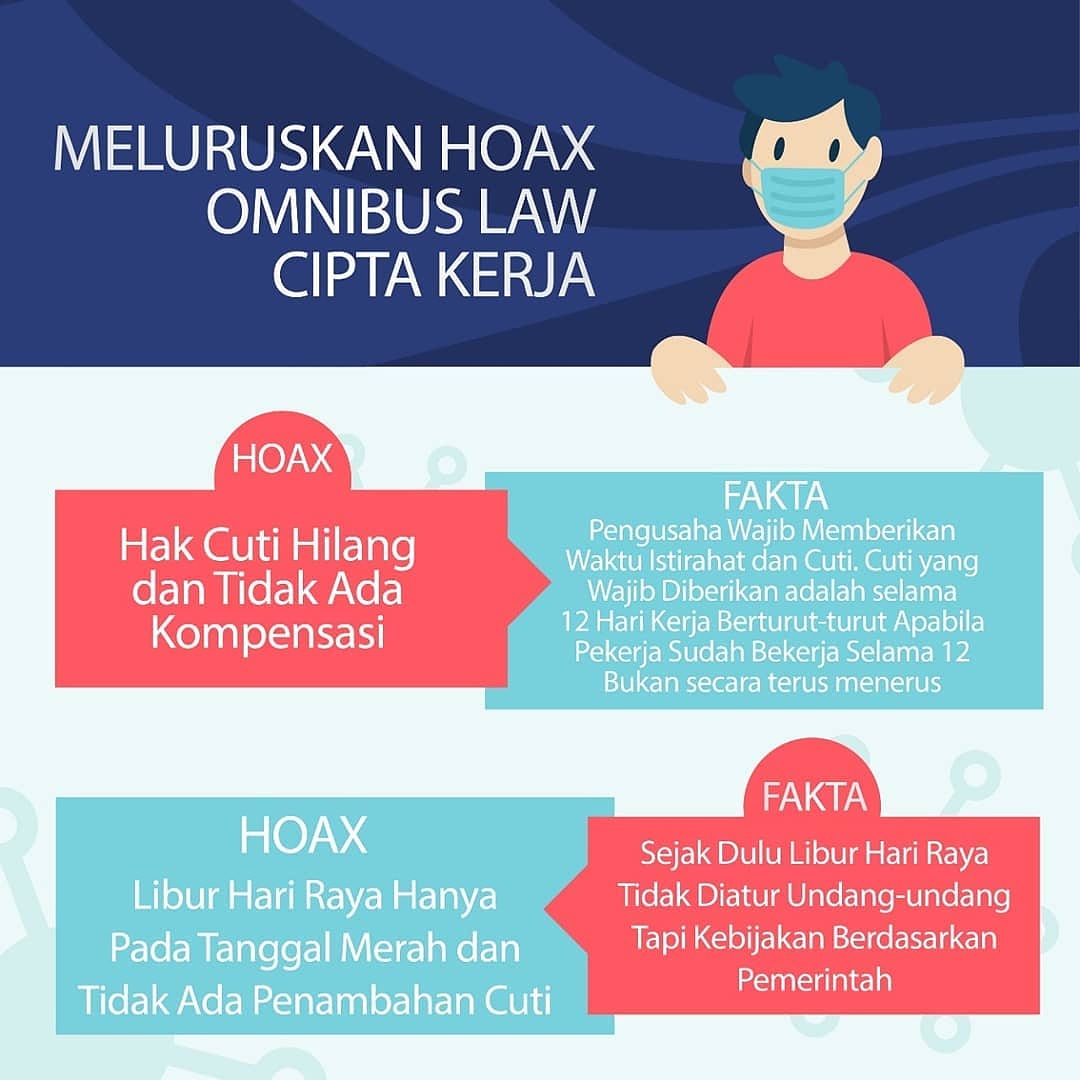 MELURUSKAN HOAX
OMNIBUS LAW
CIPTA KERJA
HOAX
Hak Cuti Hilang
dan Tidak Ada
Kompensasi
FAKTA
Pengusaha Wajib Memberikan
Waktu Istirahat dan Cuti. Cuti yang
Wajib Diberikan adalah selama
12 Hari Kerja Berturut-turut Apabila
Pekerja Sudah Bekerja Selama 12
Bukan secara terus menerus
HOAX
Libur Hari Raya Hanya
Pada Tanggal Merah dan
Tidak Ada Penambahan Cuti
FAKTA
Sejak Dulu Libur Hari Raya
Tidak Diatur Undang-undang
Tapi Kebijakan Berdasarkan
Pemerintah